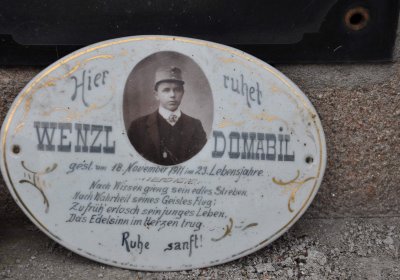 Hier ruhet
WENZL DOMABIL
gest. am 18. November 1911 im 23. Lebensjahre.
Nach Wissen gieng sein edles Streben,
Nach Wahrheit seines Geistes Flug;
Zu früh erlosch sein junges Leben,
Das Edelsinn im Herzen trug.
Ruhe sanft!